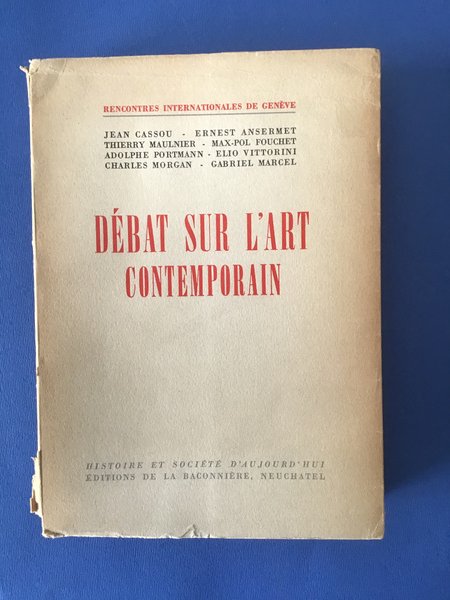 RENCONTRES INTERNATIONALES DE GENÈVE
JEAN CASSOU - ERNEST ANSERMET
THIERRY MAULNIER - MAX-POL FOUCHET
ADOLPHE PORTMANN - ELIO VITTORINI
CHARLES MORGAN - GABRIEL MARCEL
DÉBAT SUR L'ART
CONTEMPORAIN
HISTOIRE ET SOCIÉTÉ D'AUJOURD'HUI
ÉDITIONS DE LA BACONNIÈRE, NEUCHATEL